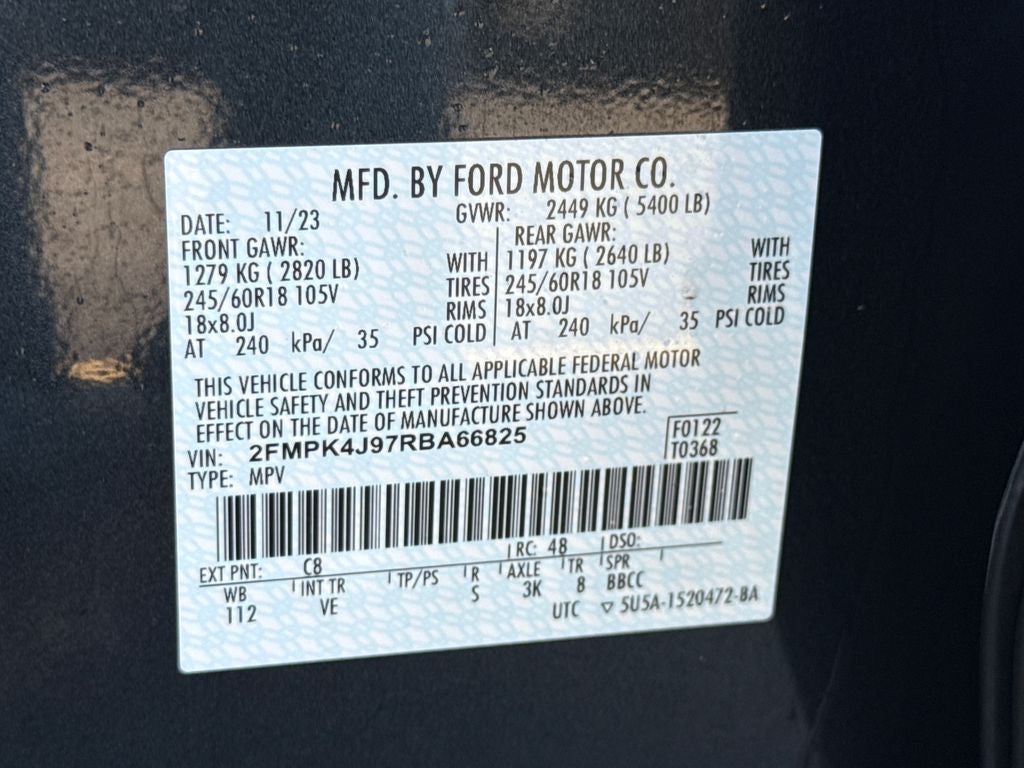 MFD. BY FORD MOTOR CO.
DATE: 11/23 GVWR: 2449 KG ( 5400 LB)
FRONT GAWR: REAR GAWR:
1279 KG ( 2820 LB) WITH 1197 KG ( 2640 LB) WITH
245/60R18 105V TIRES 245/60R18 105V TIRES
18x8.0J RIMS 18x8.0J RIMS
AT 240 kPa/ 35 PSI COLD AT 240 kPa/ 35 PSI COLD
THIS VEHICLE CONFORMS TO ALL APPLICABLE FEDERAL MOTOR
VEHICLE SAFETY AND THEFT PREVENTION STANDARDS IN
EFFECT ON THE DATE OF MANUFACTURE SHOWN ABOVE.
VIN: 2FMPK4J97RBA66825 F0122
TYPE: MPV T0368
EXT PNT: C8 RC: 48 DSO:
WB INT TR TP/PS R AXLE TR SPR
112 VE S 3K 8 BBCC
UTC ▽ 5U5A-1520472-BA